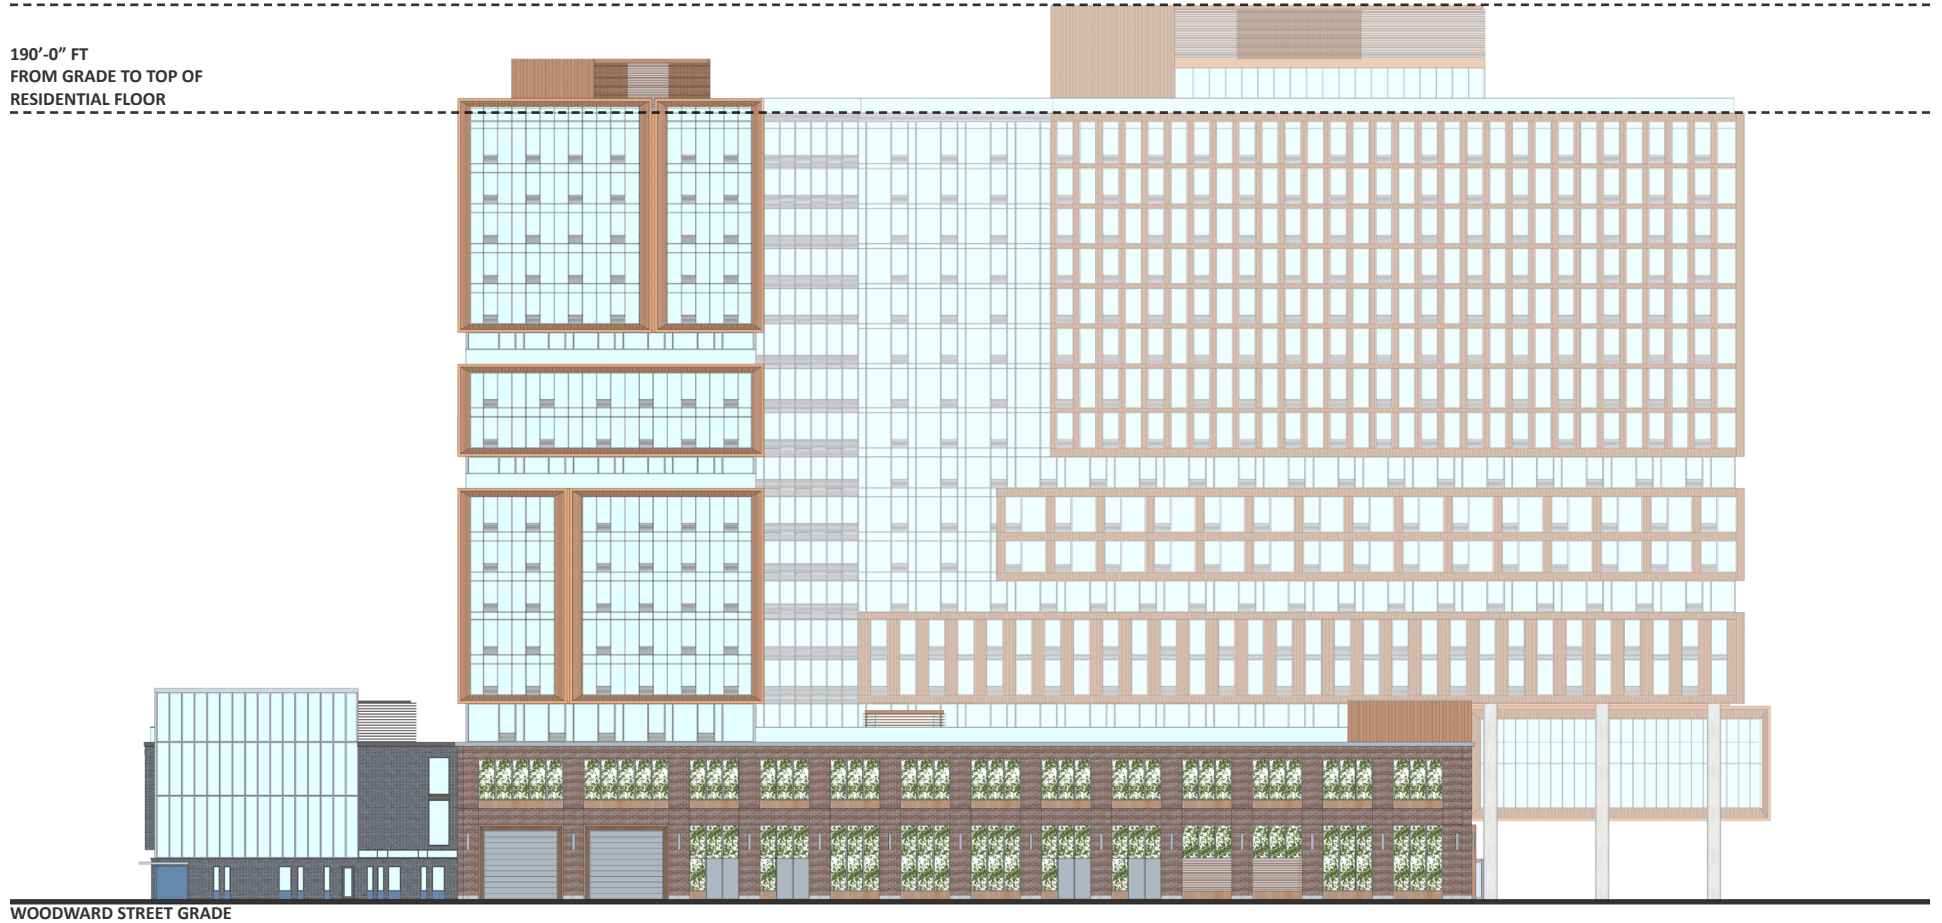 190’-0” FT
FROM GRADE TO TOP OF
RESIDENTIAL FLOOR
WOODWARD STREET GRADE